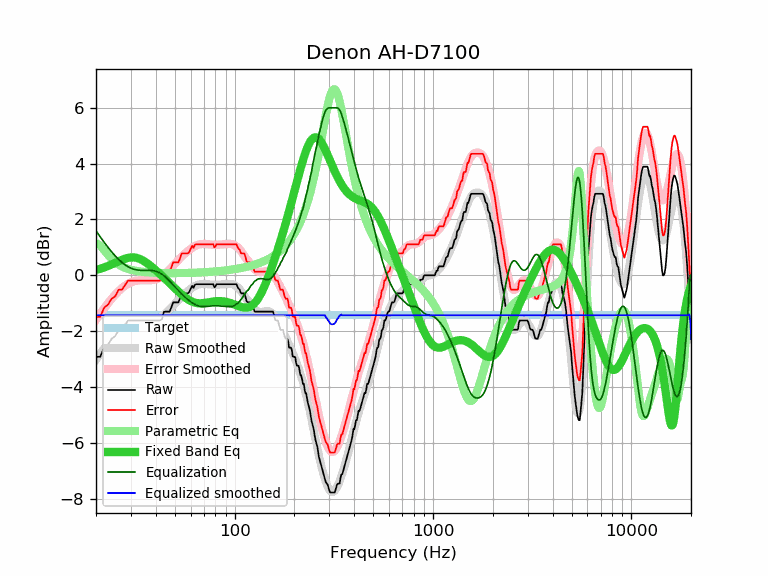 Denon AH-D7100
Amplitude (dBr)
6
4
2
0
−2
−4
−6
−8
Target
Raw Smoothed
Error Smoothed
Raw
Error
Parametric Eq
Fixed Band Eq
Equalization
Equalized smoothed
100
1000
10000
Frequency (Hz)